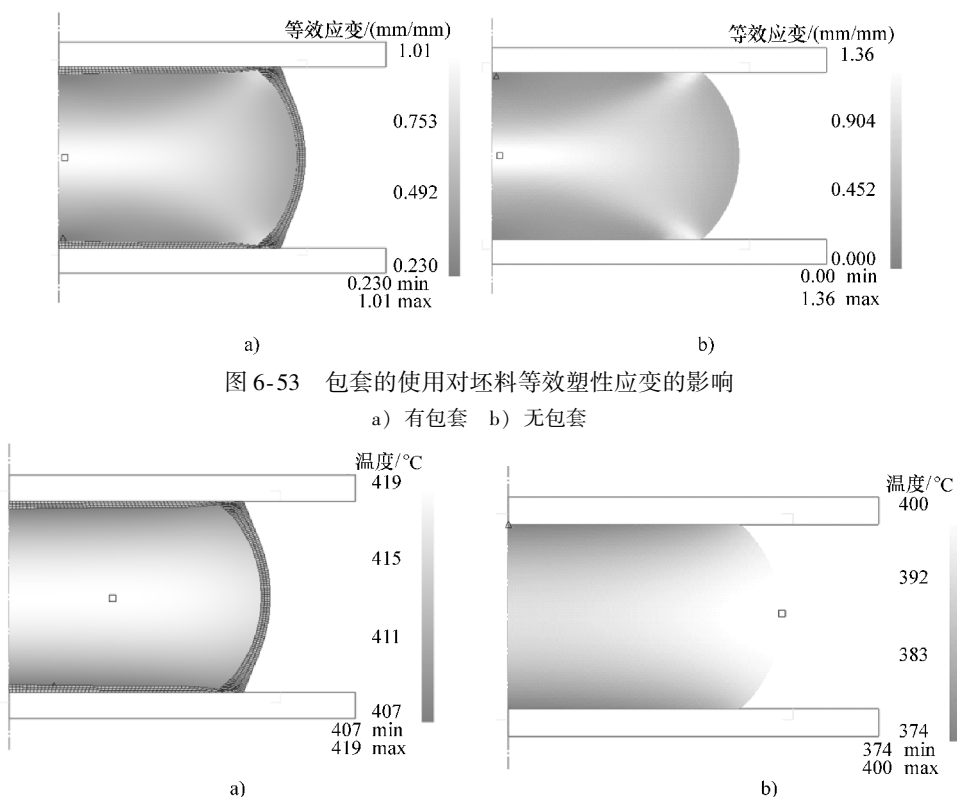 等效应变/(mm/mm)
1.01
0.753
0.492
0.230
0.230 min
1.01 max
a)
等效应变/(mm/mm)
1.36
0.904
0.452
0.000
0.00 min
1.36 max
b)
图 6-53 包套的使用对坯料等效塑性应变的影响
a) 有包套 b) 无包套
温度/℃
419
415
411
407
407 min
419 max
a)
温度/℃
400
392
383
374
374 min
400 max
b)